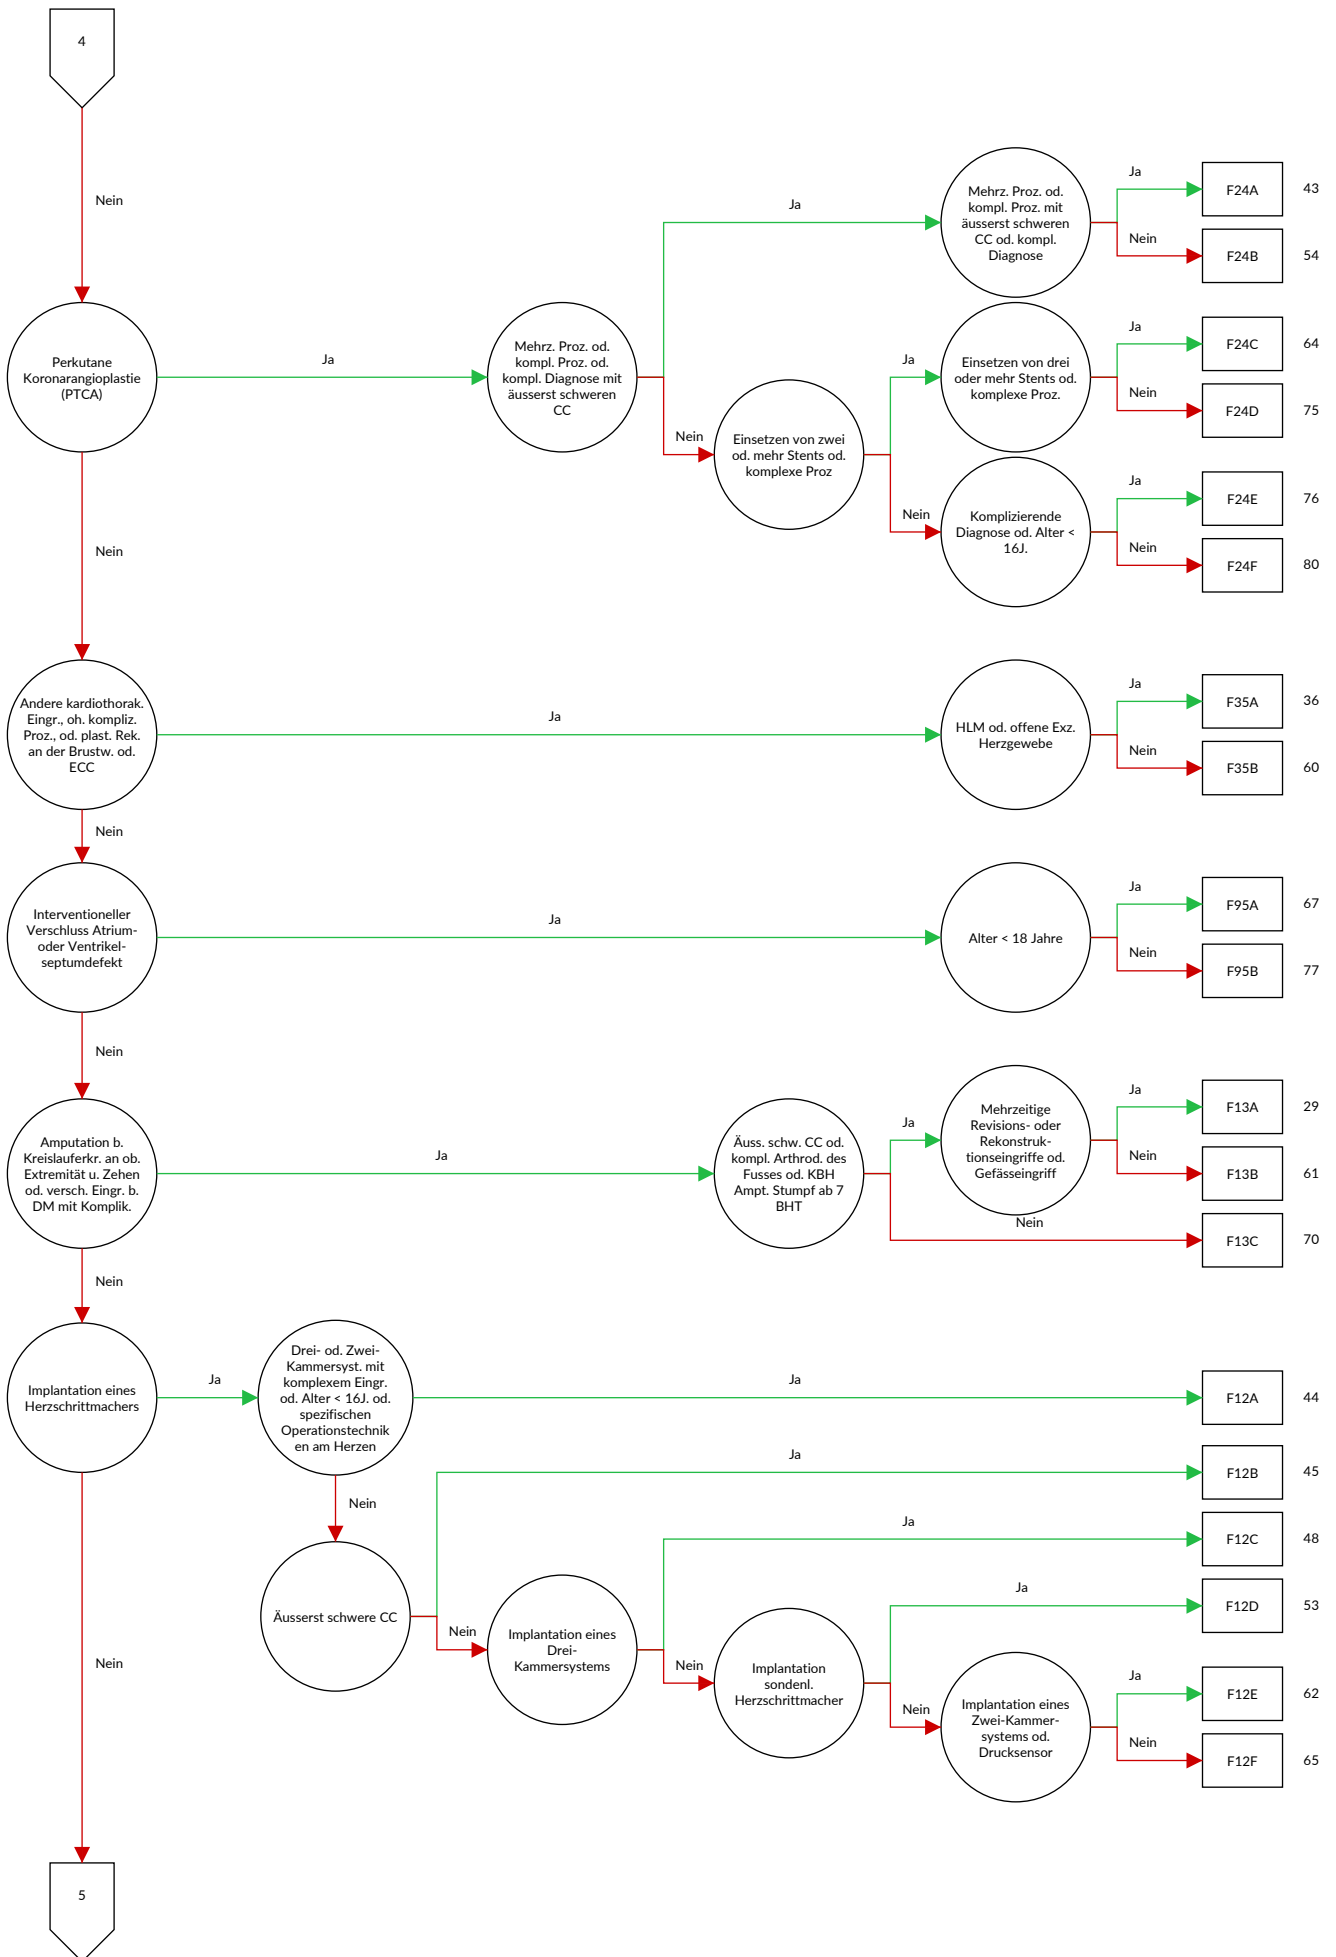 4
Nein
Perkutane
Koronarangioplastie
(PTCA)
Ja
Mehrz. Proz. od.
kompl. Proz. od.
kompl. Diagnose mit
äusserst schweren
CC
Ja
Mehrz. Proz. od.
kompl. Proz. mit
äusserst schweren
CC od. kompl.
Diagnose
Ja
F24A 43
Nein
F24B 54
Nein
Einsetzen von zwei
od. mehr Stents od.
komplexe Proz
Ja
Einsetzen von drei
oder mehr Stents od.
komplexe Proz.
Ja
F24C 64
Nein
F24D 75
Nein
Komplizierende
Diagnose od. Alter <
16J.
Ja
F24E 76
Nein
F24F 80
Nein
Andere kardiothorak.
Eingr., oh. kompliz.
Proz., od. plast. Rek.
an der Brustw. od.
ECC
Ja
HLM od. offene Exz.
Herzgewebe
Ja
F35A 36
Nein
F35B 60
Nein
Interventioneller
Verschluss Atrium-
oder Ventrikel-
septumdefekt
Ja
Alter < 18 Jahre
Ja
F95A 67
Nein
F95B 77
Nein
Amputation b.
Kreislauferkr. an ob.
Extremität u. Zehen
od. versch. Eingr. b.
DM mit Komplik.
Ja
Äuss. schw. CC od.
kompl. Arthrod. des
Fusses od. KBH
Ampt. Stumpf ab 7
BHT
Ja
Mehrzeitige
Revisions- oder
Rekonstruk-
tionseingriffe od.
Gefässeingriff
Ja
F13A 29
Nein
F13B 61
Nein
F13C 70
Nein
Implantation eines
Herzschrittmachers
Ja
Drei- od. Zwei-
Kammersyst. mit
komplexem Eingr.
od. Alter < 16J. od.
spezifischen
Operationstechnik
en am Herzen
Ja
F12A 44
Nein
Äusserst schwere CC
Ja
F12B 45
Nein
Implantation eines
Drei-
Kammersystems
Ja
F12C 48
Nein
Implantation
sondenl.
Herzschrittmacher
Ja
F12D 53
Nein
Implantation eines
Zwei-Kammer-
systems od.
Drucksensor
Ja
F12E 62
Nein
F12F 65
Nein
5